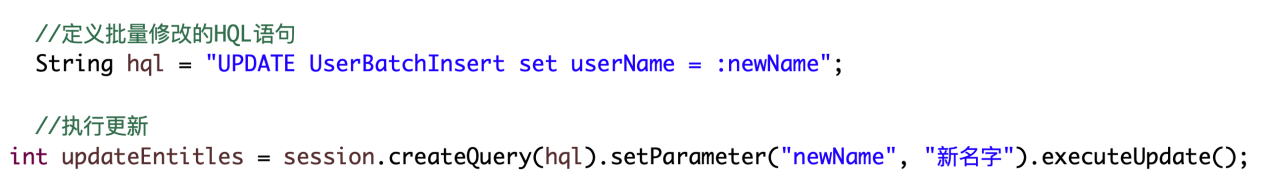 //定义批量修改的HQL语句
String hql = "UPDATE UserBatchInsert set userName = :newName";
//执行更新
int updateEntitles = session.createQuery(hql).setParameter("newName", "新名字").executeUpdate();